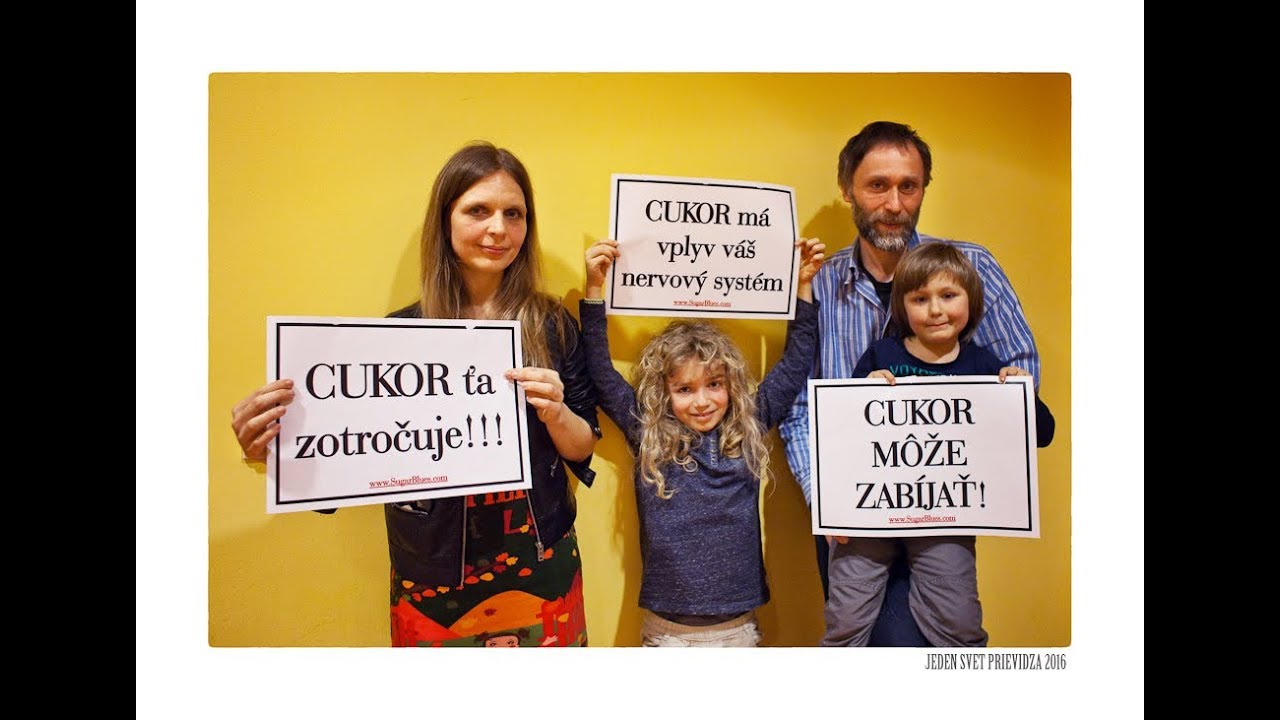 CUKOR ťa
zotročuje!!!
www.SugarBlues.com
CUKOR má
vplyv váš
nervový systém
www.SugarBlues.com
CUKOR
MÔŽE
ZABÍJAŤ!
www.SugarBlues.com
JEDEN SVET PRIEVIDZA 2016